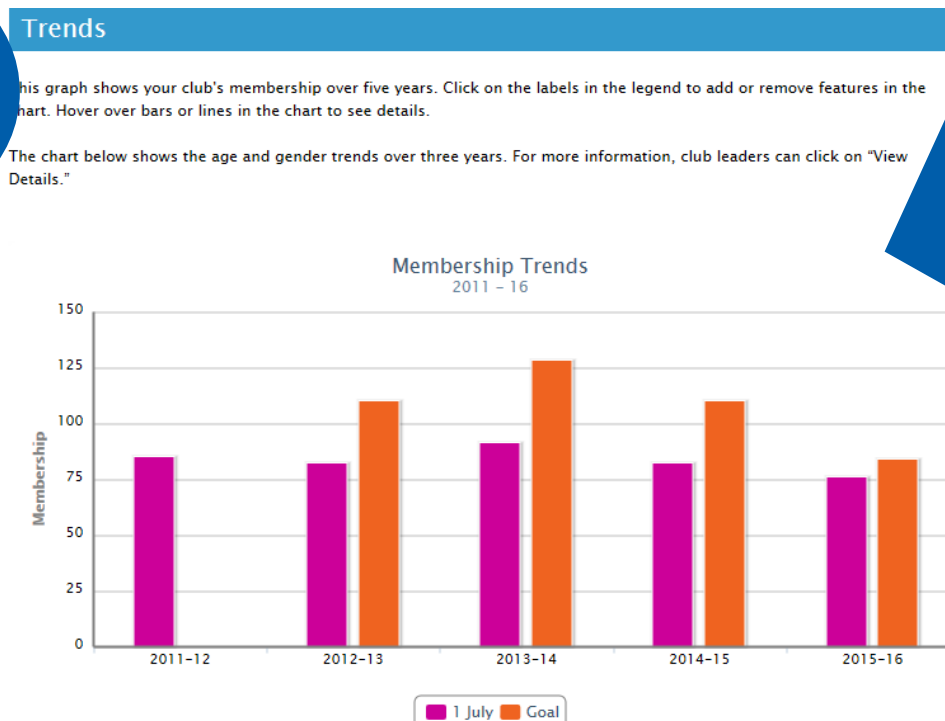 Trends
his graph shows your club's membership over five years. Click on the labels in the legend to add or remove features in the
hart. Hover over bars or lines in the chart to see details.
The chart below shows the age and gender trends over three years. For more information, club leaders can click on “View
Details.”
Membership Trends
2011 – 16
150
125
100
75
50
25
0
Membership
2011-12 2012-13 2013-14 2014-15 2015-16
1 July Goal